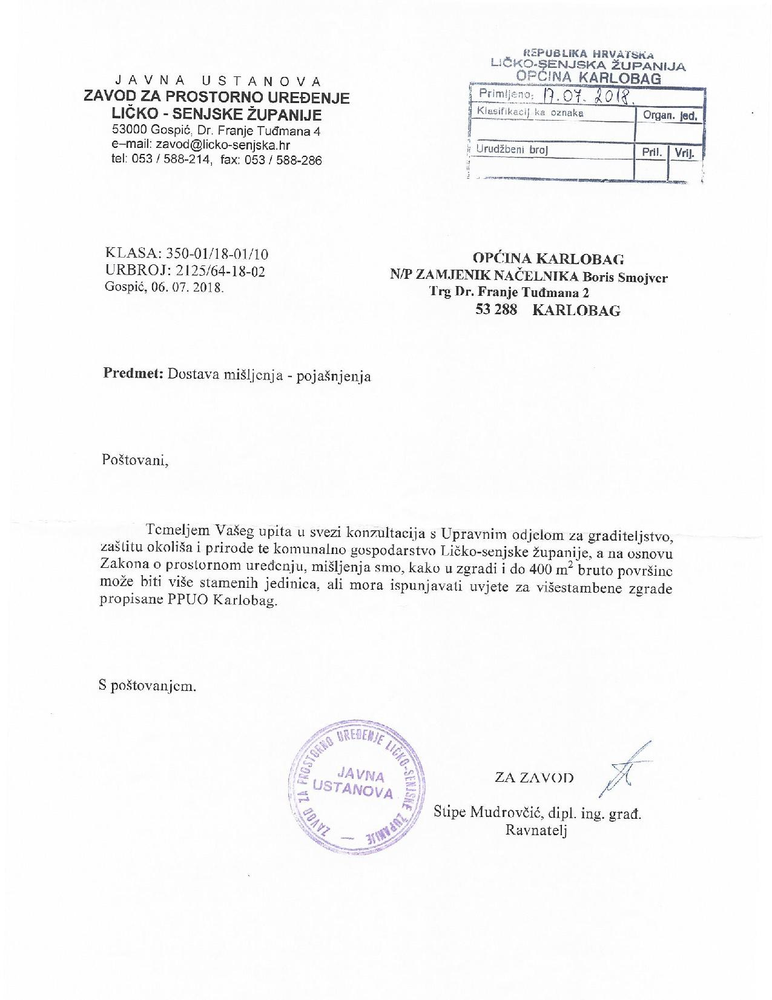 JAVNA USTANOVA
ZAVOD ZA PROSTORNO UREĐENJE
LIČKO - SENJSKE ŽUPANIJE
53000 Gospić, Dr. Franje Tuđmana 4
e–mail: zavod@licko-senjska.hr
tel: 053 / 588-214, fax: 053 / 588-286
REPUBLIKA HRVATSKA
LIČKO-SENJSKA ŽUPANIJA
OPĆINA KARLOBAG
Primljeno: 17.07.2018.
Klasifikacijska oznaka
Organ. jed.
Urudžbeni broj
Pril.
Vrij.
KLASA: 350-01/18-01/10
URBROJ: 2125/64-18-02
Gospić, 06. 07. 2018.
OPĆINA KARLOBAG
N/P ZAMJENIK NAČELNIKA Boris Smojver
Trg Dr. Franje Tuđmana 2
53 288 KARLOBAG
Predmet: Dostava mišljenja - pojašnjenja
Poštovani,
Temeljem Vašeg upita u svezi konzultacija s Upravnim odjelom za graditeljstvo,
zaštitu okoliša i prirode te komunalno gospodarstvo Ličko-senjske županije, a na osnovu
Zakona o prostornom uređenju, mišljenja smo, kako u zgradi i do 400 m² bruto površine
može biti više stamenih jedinica, ali mora ispunjavati uvjete za višestambene zgrade
propisane PPUO Karlobag.
S poštovanjem.
ZAVOD ZA PROSTORNO UREĐENJE LIČKO-SENJSKE ŽUPANIJE —
JAVNA
USTANOVA
ZA ZAVOD
Stipe Mudrovčić, dipl. ing. građ.
Ravnatelj